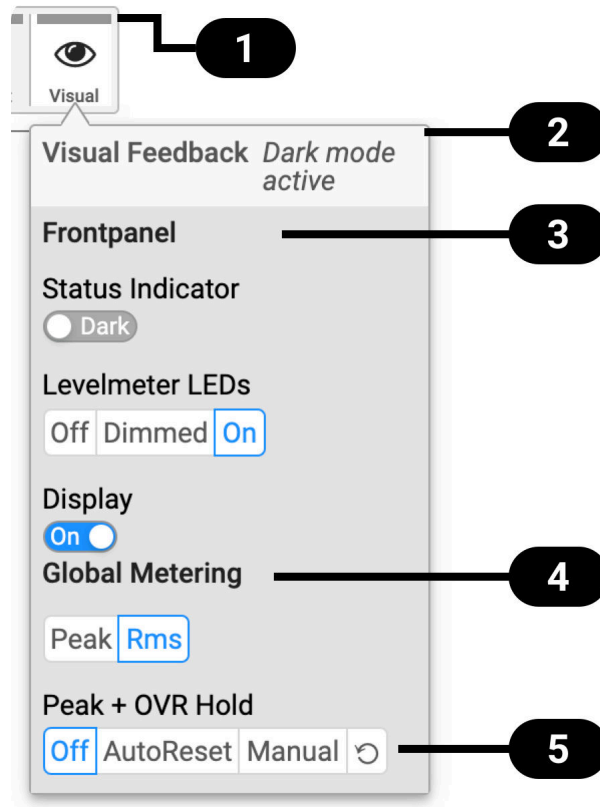 1
Visual
2
Visual Feedback Dark mode
active
Frontpanel
3
Status Indicator
Dark
Levelmeter LEDs
Off Dimmed On
Display
On
Global Metering
4
Peak Rms
Peak + OVR Hold
Off AutoReset Manual
5